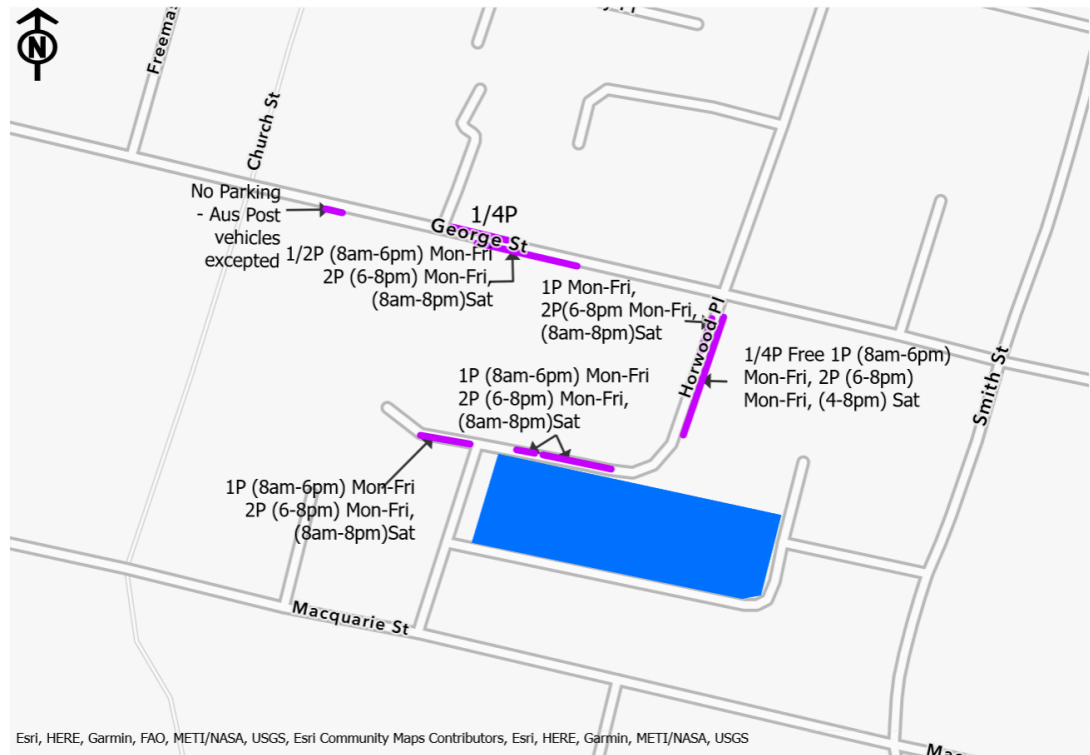 N
Freemas
Church St
No Parking
- Aus Post
vehicles
excepted
1/4P
George St
1/2P (8am-6pm) Mon-Fri
2P (6-8pm) Mon-Fri,
(8am-8pm)Sat
1P Mon-Fri,
2P(6-8pm Mon-Fri,
(8am-8pm)Sat
Horwood Pl
1/4P Free 1P (8am-6pm)
Mon-Fri, 2P (6-8pm)
Mon-Fri, (4-8pm) Sat
Smith St
1P (8am-6pm) Mon-Fri
2P (6-8pm) Mon-Fri,
(8am-8pm)Sat
1P (8am-6pm) Mon-Fri
2P (6-8pm) Mon-Fri,
(8am-8pm)Sat
Macquarie St
Esri, HERE, Garmin, FAO, METI/NASA, USGS, Esri Community Maps Contributors, Esri, HERE, Garmin, METI/NASA, USGS